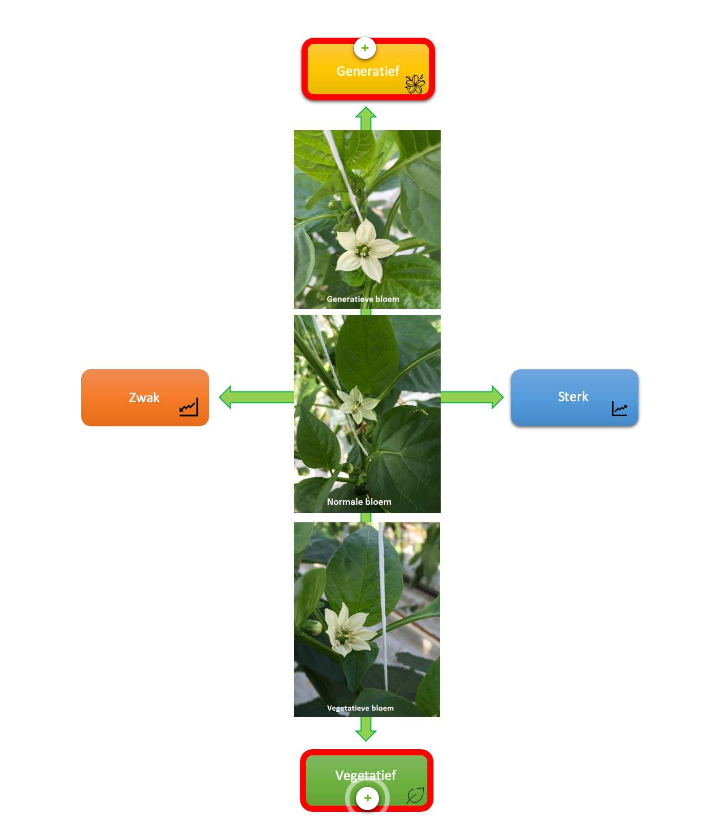 Generatief
Generatieve bloem
Zwak
Sterk
Normale bloem
Vegetatieve bloem
Vegetatief